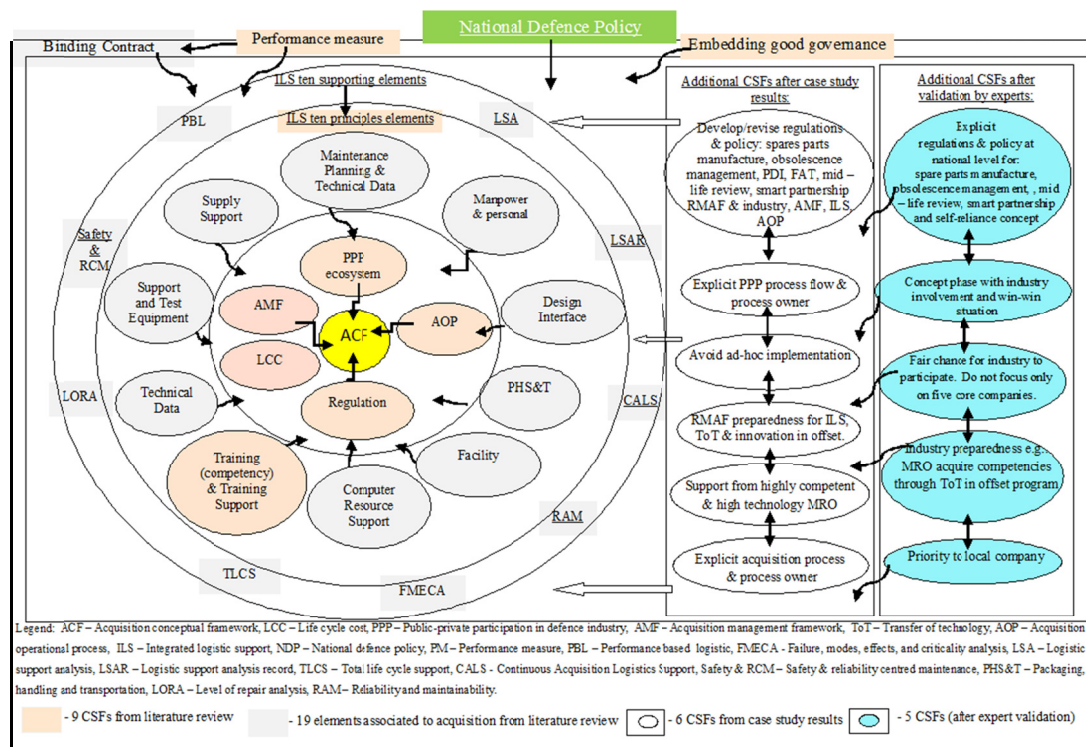 National Defence Policy
Binding Contract
Performance measure
Embedding good governance
ILS ten supporting elements
ILS ten principles elements
PBL
LSA
Safety
&
RCM
LSAR
LORA
CALS
RAM
TLCS
FMECA
Maintenance
Planning &
Technical Data
Supply
Support
Manpower
& personal
Support
and Test
Equipment
Design
Interface
Technical
Data
PHS&T
Training
(competency)
& Training
Support
Computer
Resource
Support
Facility
PPP
ecosystem
AMF
AOP
ACF
LCC
Regulation
Additional CSFs after case study
results:
Develop/revise regulations
& policy: spares parts
manufacture, obsolescence
management, PDI, FAT, mid –
life review, smart partnership
RMAF & industry, AMF, ILS,
AOP
Explicit PPP process flow &
process owner
Avoid ad-hoc implementation
RMAF preparedness for ILS,
ToT & innovation in offset.
Support from highly competent
& high technology MRO
Explicit acquisition process
& process owner
Additional CSFs after
validation by experts:
Explicit
regulations & policy at
national level for:
spare parts manufacture,
obsolescence management, , mid
– life review, smart partnership
and self-reliance concept
Concept phase with industry
involvement and win-win
stuation
Fair chance for industry to
participate. Do not focus only
on five core companies.
Industry preparedness e.g.,
MRO acquire competencies
through ToT in offset program
Priority to local company
Legend: ACF – Acquisition conceptual framework, LCC – Life cycle cost, PPP – Public-private participation in defence industry, AMF – Acquisition management framework, ToT – Transfer of technology, AOP – Acquisition
operational process, ILS – Integrated logistic support, NDP – National defence policy, PM – Performance measure, PBL – Performance based logistic, FMECA - Failure, modes, effects, and criticality analysis, LSA – Logistic
support analysis, LSAR – Logistic support analysis record, TLCS – Total life cycle support, CALS - Continuous Acquisition Logistics Support, Safety & RCM – Safety & reliability centred maintenance, PHS&T – Packaging,
handling and transportation, LORA – Level of repair analysis, RAM – Reliability and maintainability.
- 9 CSFs from literature review
- 19 elements associated to acquisition from literature review
- 6 CSFs from case study results
- 5 CSFs (after expert validation)